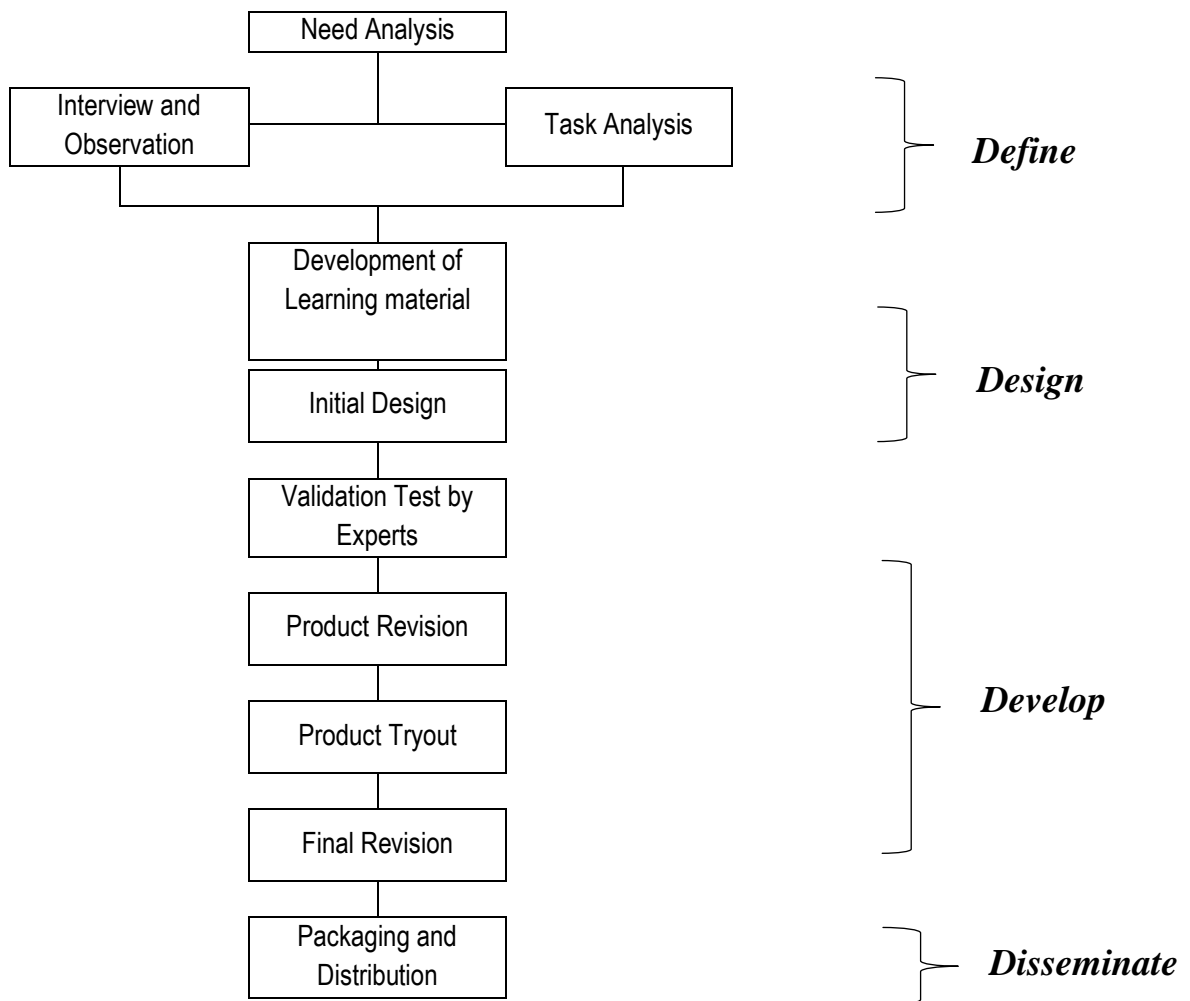 Need Analysis
Interview and
Observation
Task Analysis
Define
Development of
Learning material
Design
Initial Design
Validation Test by
Experts
Product Revision
Develop
Product Tryout
Final Revision
Packaging and
Distribution
Disseminate